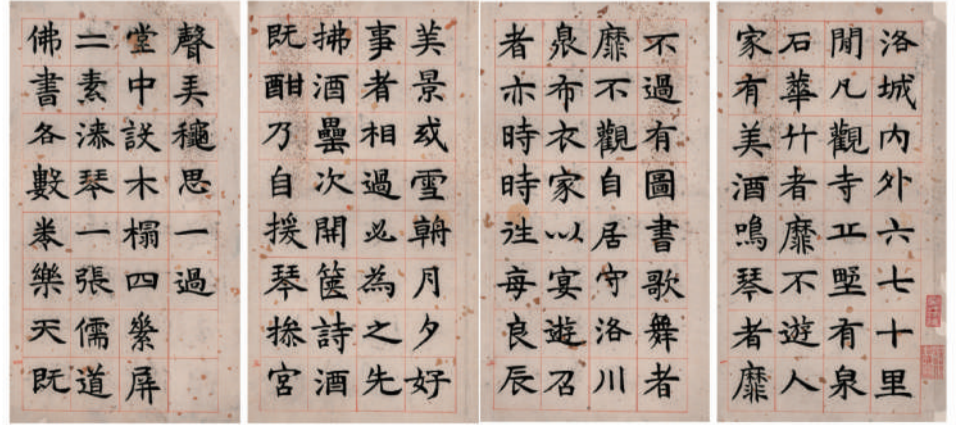 洛城內外六七十里
閒凡觀寺丘墅有泉
石華竹者靡不遊人
家有美酒鳴琴者靡
不過有圖書歌舞者
靡不觀自居守洛川
泉布衣家以宴遊召
者亦時時往每良辰
美景或雪朝月夕好
事者相過必為之先
拂酒罍次開篋詩酒
既酣乃自援琴操宮
聲弄穐思一過
堂中設木榻四縈屏
二素漆琴一張儒道
佛書各數卷樂天既